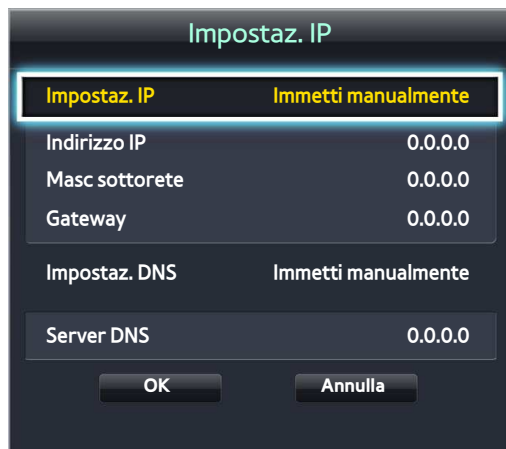 Impostaz. IP
Impostaz. IP Immetti manualmente
Indirizzo IP 0.0.0.0
Masc sottorete 0.0.0.0
Gateway 0.0.0.0
Impostaz. DNS Immetti manualmente
Server DNS 0.0.0.0
OK Annulla